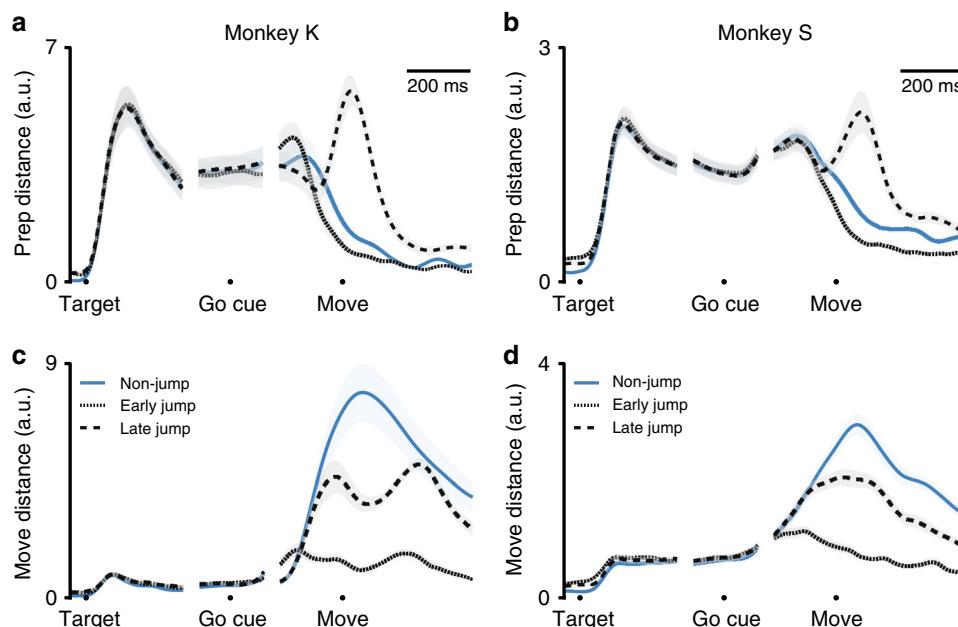 a
Monkey K
7
Prep distance (a.u.)
200 ms
0
Target
Go cue
Move
b
Monkey S
3
Prep distance (a.u.)
200 ms
0
Target
Go cue
Move
c
9
Move distance (a.u.)
Non-jump
Early jump
Late jump
0
Target
Go cue
Move
d
4
Move distance (a.u.)
Non-jump
Early jump
Late jump
0
Target
Go cue
Move